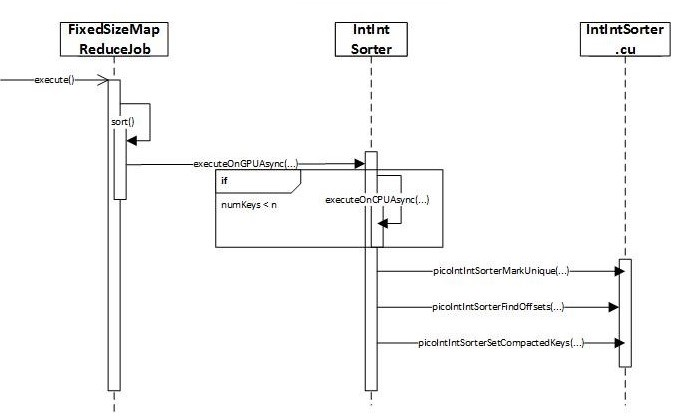 FixedSizeMap
ReduceJob
IntInt
Sorter
IntIntSorter
.cu
execute()
sort()
executeOnGPUAsync(...)
if
numKeys < n
executeOnCPUAsync(...)
picoIntIntSorterMarkUnique(...)
picoIntIntSorterFindOffsets(...)
picoIntIntSorterSetCompactedKeys(...)